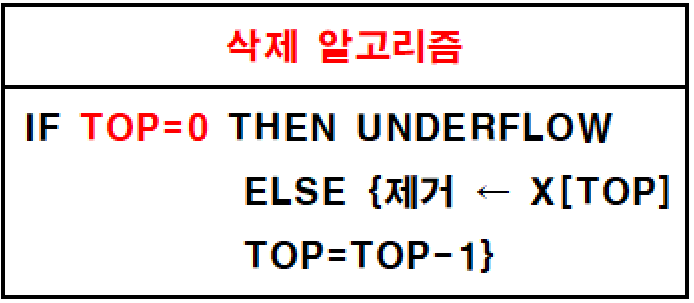 삭제 알고리즘
IF TOP=0 THEN UNDERFLOW
ELSE {제거 ← X[TOP]
TOP=TOP-1}